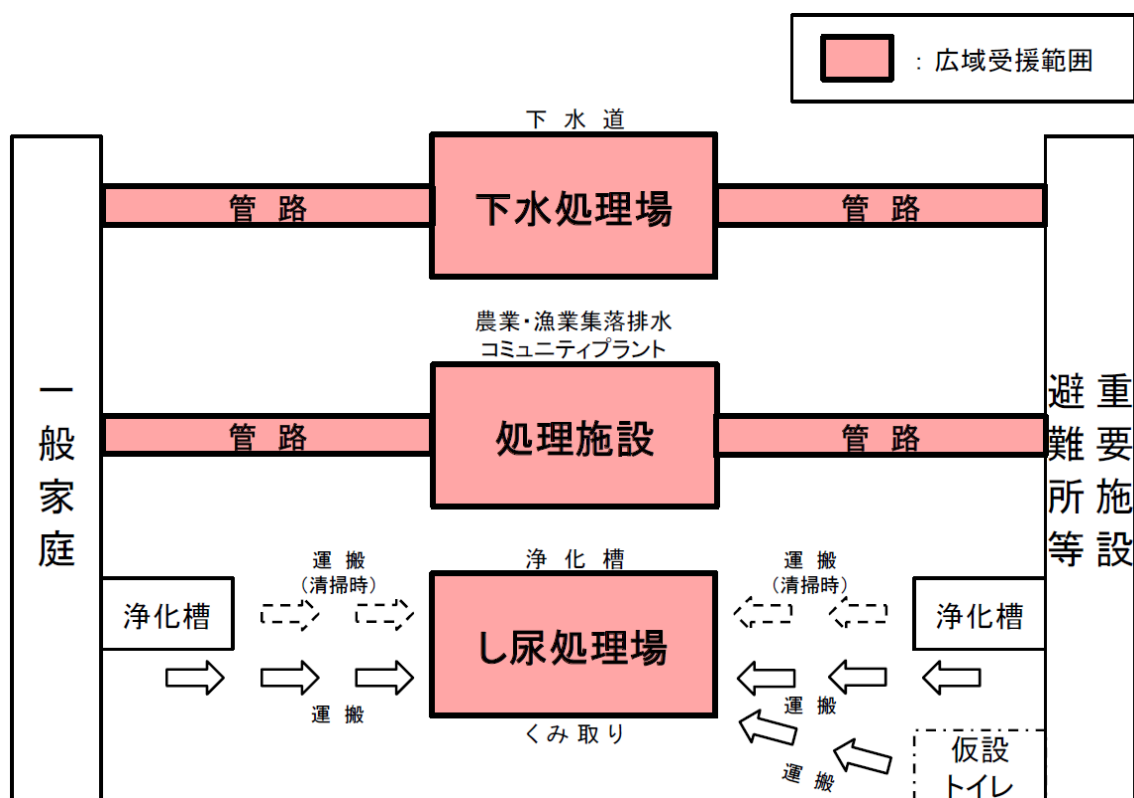 ：広域受援範囲
下水道
管路
下水処理場
管路
農業・漁業集落排水
コミュニティプラント
管路
処理施設
管路
一般家庭
重要施設
避難所等
運搬
（清掃時）
浄化槽
運搬
（清掃時）
浄化槽
し尿処理場
浄化槽
運搬
くみ取り
運搬
運搬
仮設
トイレ